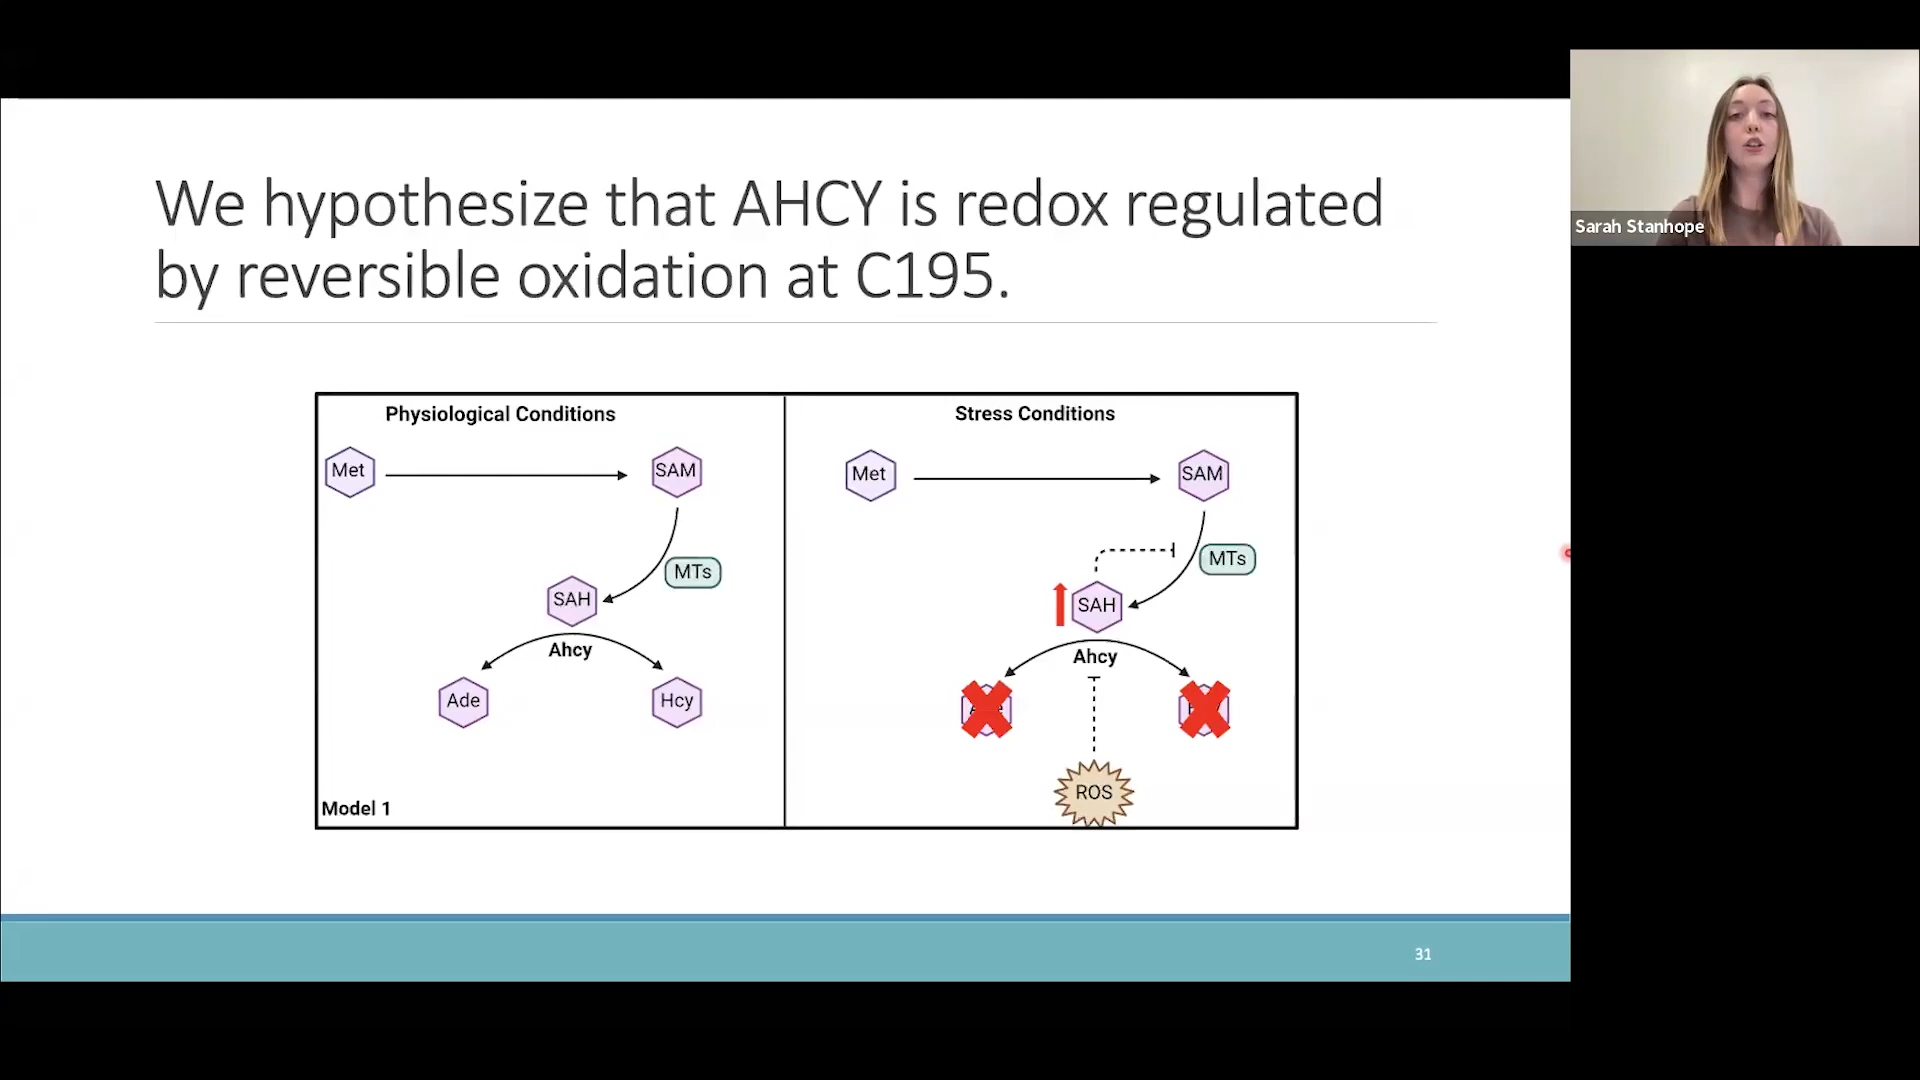 We hypothesize that AHCY is redox regulated
by reversible oxidation at C195.
Physiological Conditions
Met
SAM
MTs
SAH
Ahcy
Ade
Hcy
Model 1
Stress Conditions
Met
SAM
MTs
SAH
Ahcy
ROS
31
Sarah Stanhope